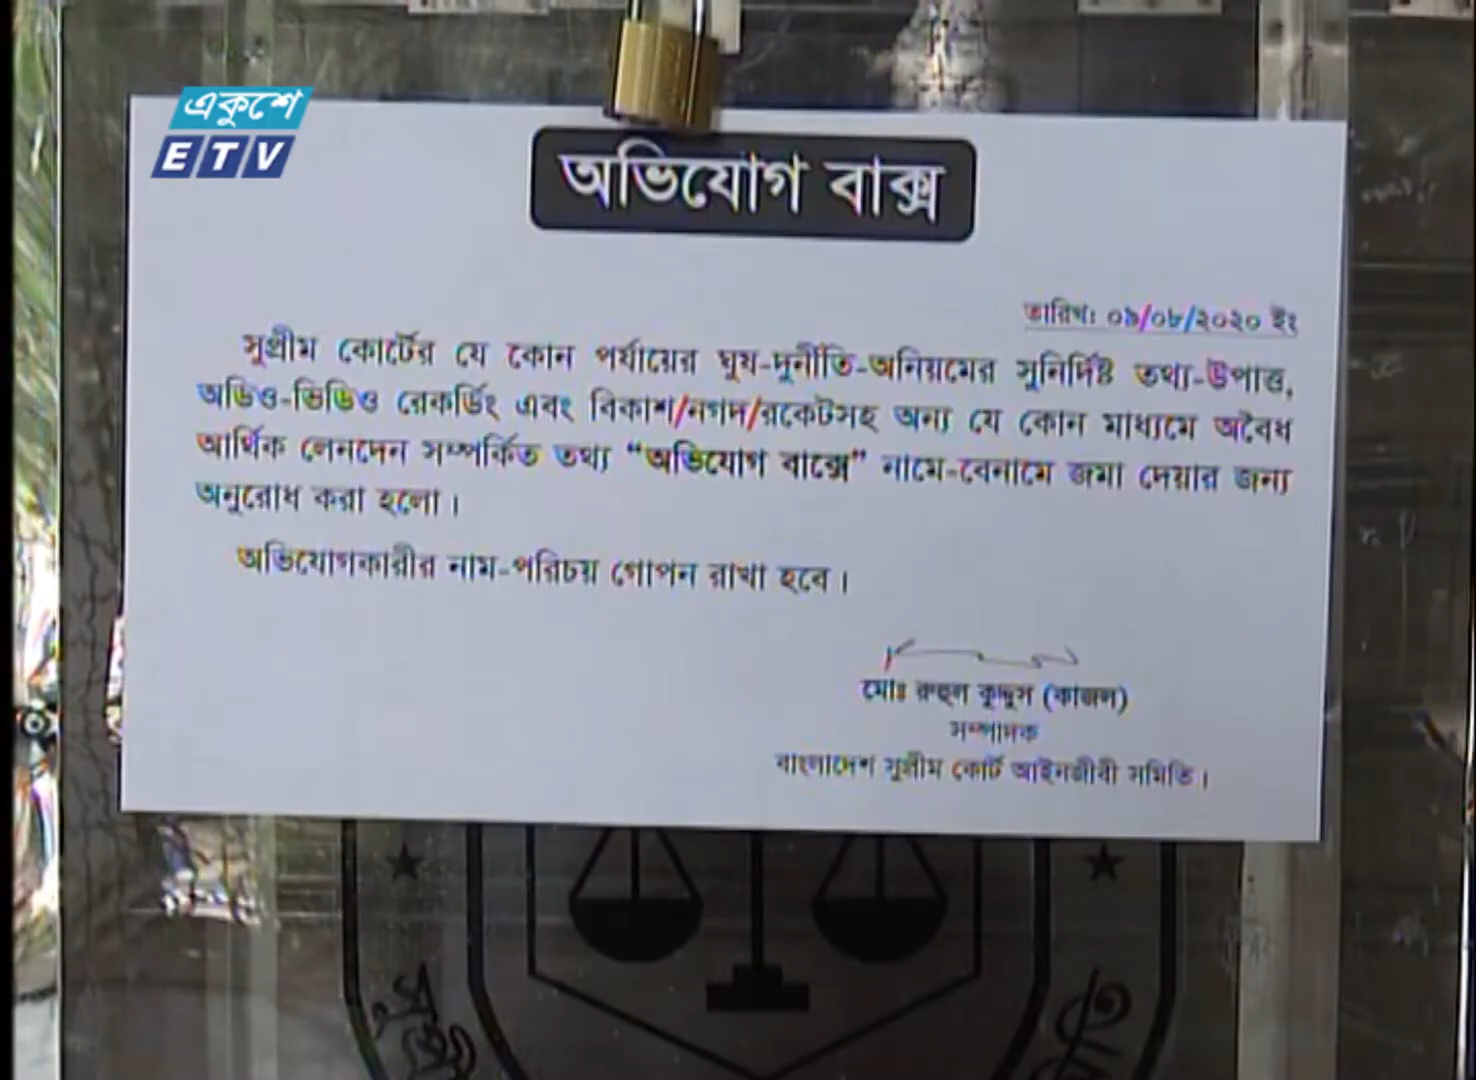 একুশে
ETV
অভিযোগ বাক্স
তারিখ: ০৯/০৮/২০২০ ইং
সুপ্রীম কোর্টের যে কোন পর্যায়ের ঘুষ-দুর্নীতি-অনিয়মের সুনির্দিষ্ট তথ্য-উপাত্ত,
অডিও-ভিডিও রেকর্ডিং এবং বিকাশ/নগদ/রকেটসহ অন্য যে কোন মাধ্যমে অবৈধ
আর্থিক লেনদেন সম্পর্কিত তথ্য “অভিযোগ বাক্সে” নামে-বেনামে জমা দেয়ার জন্য
অনুরোধ করা হলো।
অভিযোগকারীর নাম-পরিচয় গোপন রাখা হবে।
মোঃ রুহুল কুদ্দুস (কাজল)
সম্পাদক
বাংলাদেশ সুপ্রীম কোর্ট আইনজীবী সমিতি।